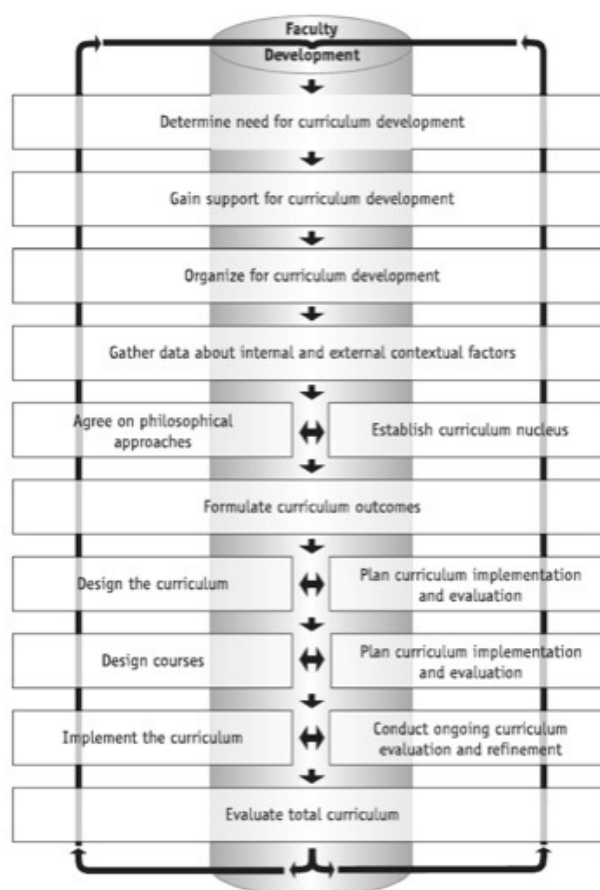 Faculty
Development
Determine need for curriculum development
Gain support for curriculum development
Organize for curriculum development
Gather data about internal and external contextual factors
Agree on philosophical
approaches
Establish curriculum nucleus
Formulate curriculum outcomes
Design the curriculum
Plan curriculum implementation
and evaluation
Design courses
Plan curriculum implementation
and evaluation
Implement the curriculum
Conduct ongoing curriculum
evaluation and refinement
Evaluate total curriculum